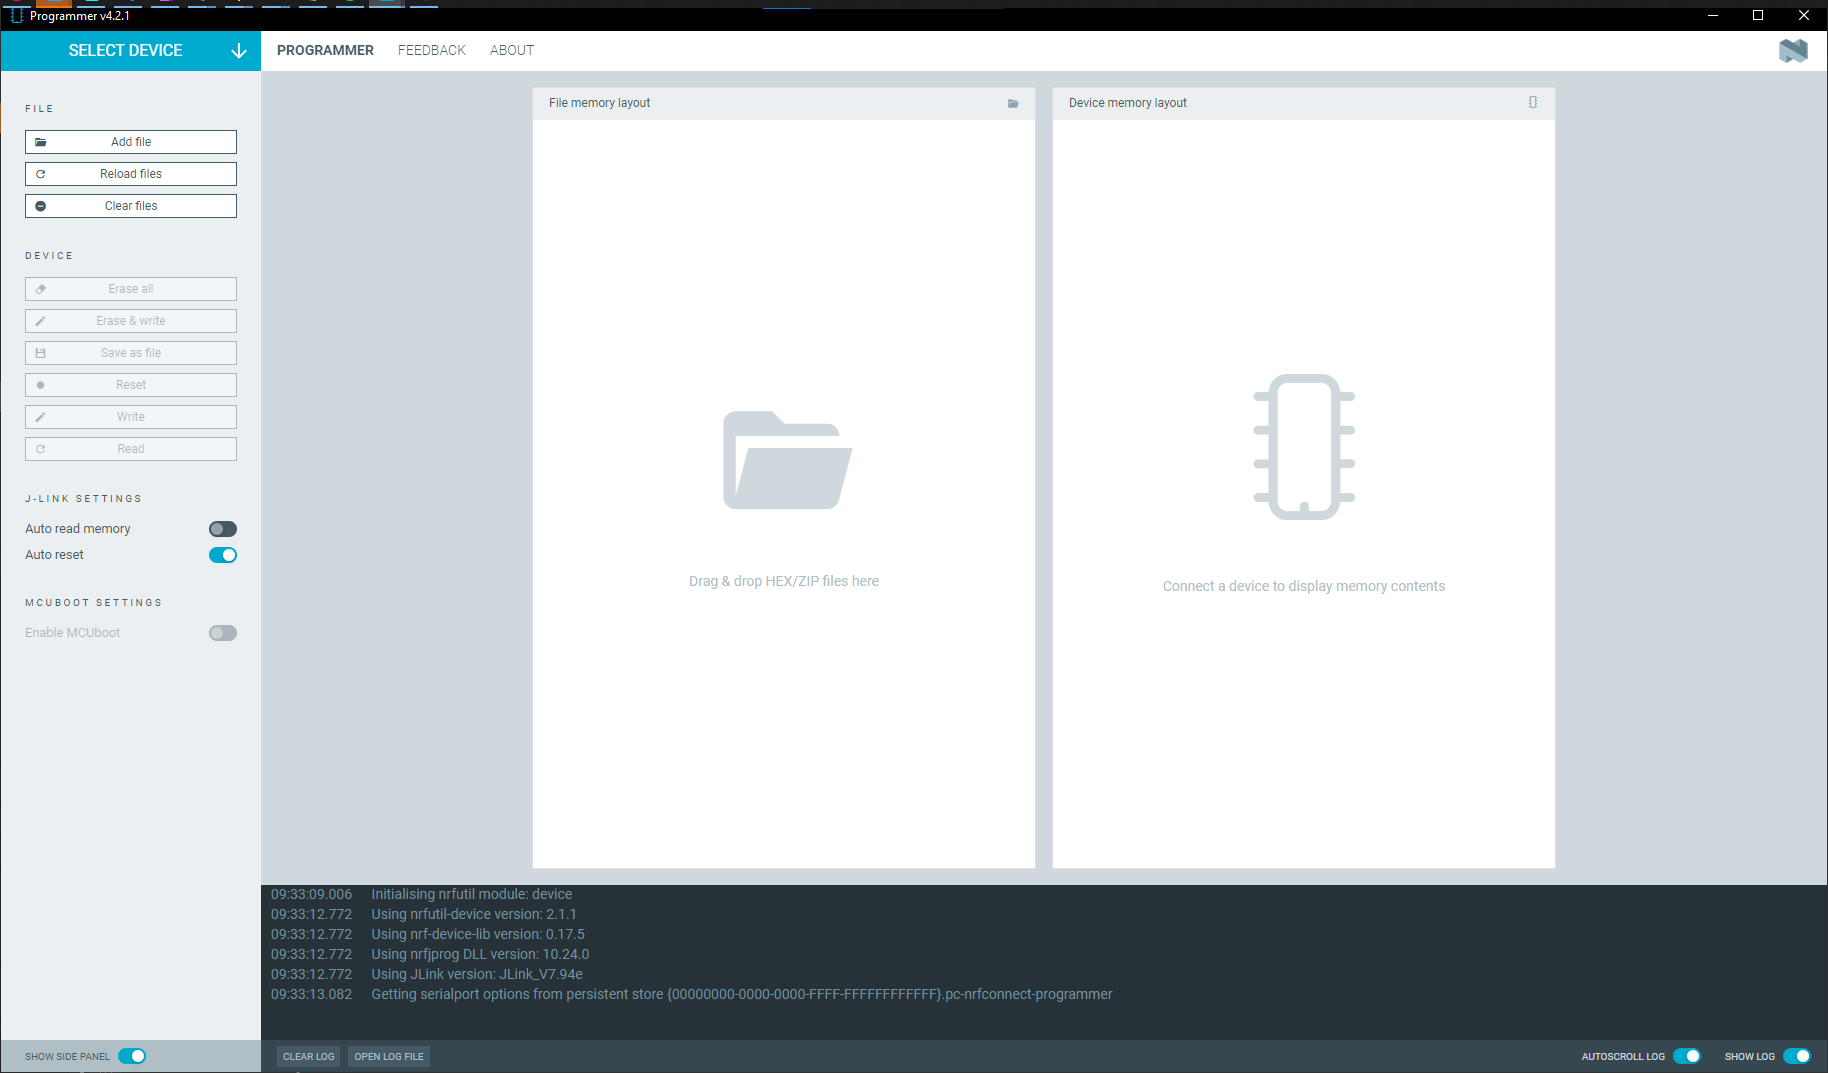 Programmer v4.2.1
SELECT DEVICE
PROGRAMMER FEEDBACK ABOUT
FILE
Add file
Reload files
Clear files
DEVICE
Erase all
Erase & write
Save as file
Reset
Write
Read
J-LINK SETTINGS
Auto read memory
Auto reset
MCUBOOT SETTINGS
Enable MCUboot
File memory layout
Drag & drop HEX/ZIP files here
Device memory layout
Connect a device to display memory contents
09:33:09.006 Initialising nrfutil module: device
09:33:12.772 Using nrfutil-device version: 2.1.1
09:33:12.772 Using nrf-device-lib version: 0.17.5
09:33:12.772 Using nrfjprog DLL version: 10.24.0
09:33:12.772 Using JLink version: JLink_V7.94e
09:33:13.082 Getting serialport options from persistent store {00000000-0000-0000-FFFF-FFFFFFFFFFFF}.pc-nrfconnect-programmer
SHOW SIDE PANEL
CLEAR LOG OPEN LOG FILE
AUTOSCROLL LOG SHOW LOG